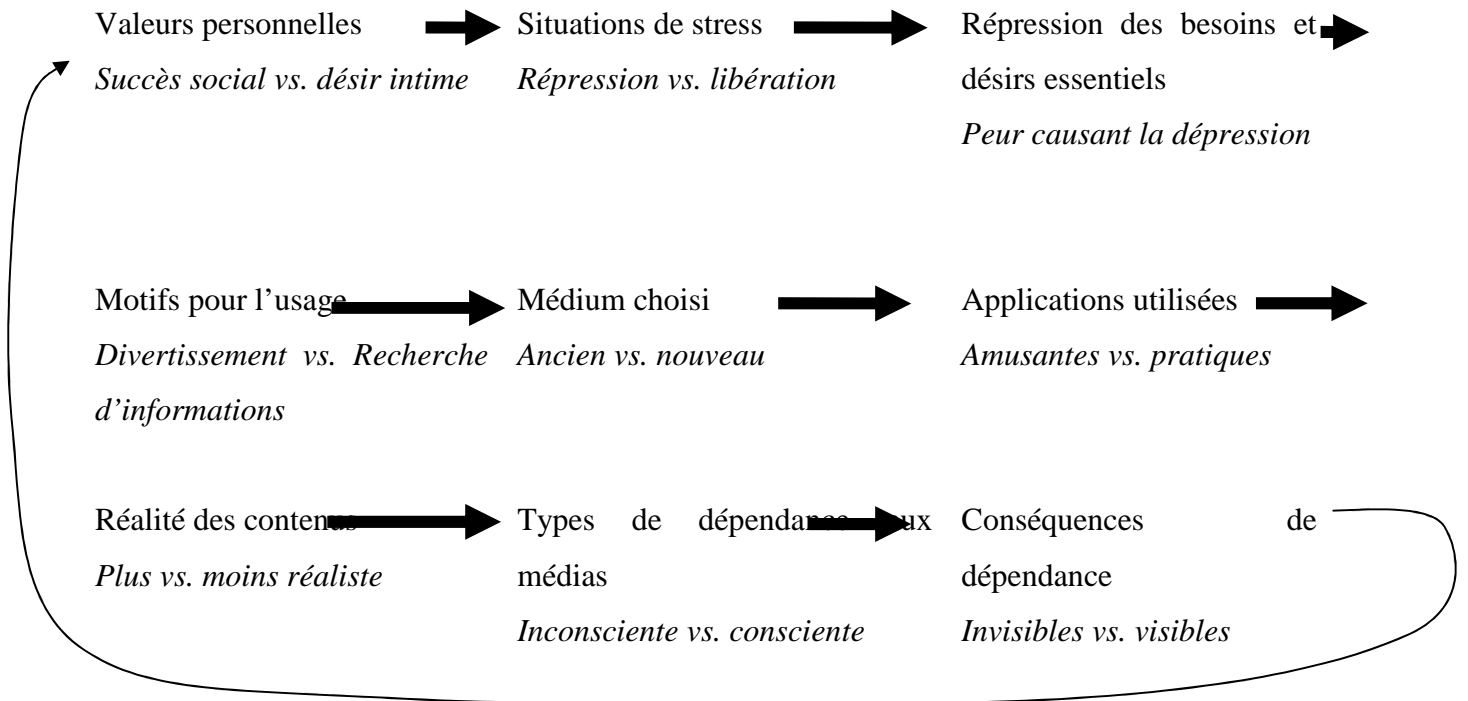 Valeurs personnelles
Succès social vs. désir intime
Situations de stress
Répression vs. libération
Répression des besoins et
désirs essentiels
Peur causant la dépression
Motifs pour l’usage
Divertissement vs. Recherche
d’informations
Médium choisi
Ancien vs. nouveau
Applications utilisées
Amusantes vs. pratiques
Réalité des contenus
Plus vs. moins réaliste
Types de dépendance aux
médias
Inconsciente vs. consciente
Conséquences de
dépendance
Invisibles vs. visibles